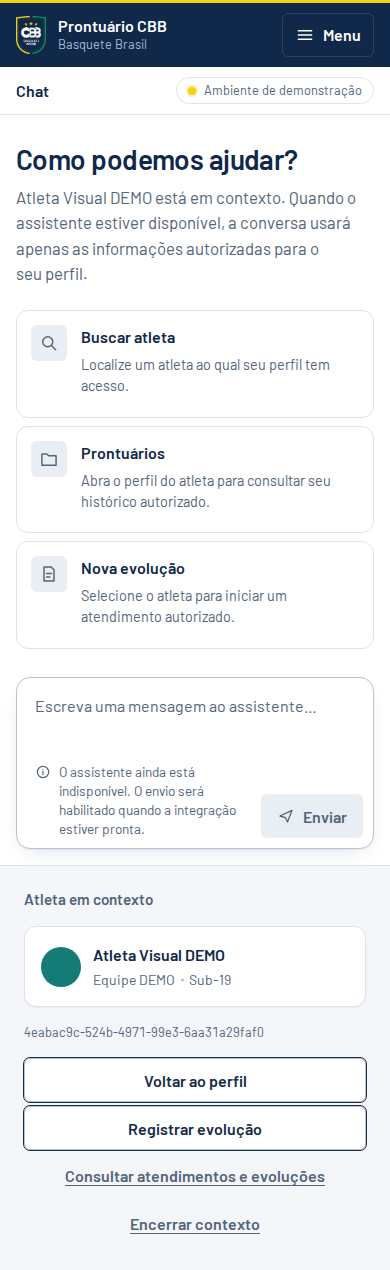 CBB
Prontuário CBB
Basquete Brasil
Menu
Chat
Ambiente de demonstração
Como podemos ajudar?
Atleta Visual DEMO está em contexto. Quando o
assistente estiver disponível, a conversa usará
apenas as informações autorizadas para o
seu perfil.
Buscar atleta
Localize um atleta ao qual seu perfil tem
acesso.
Prontuários
Abra o perfil do atleta para consultar seu
histórico autorizado.
Nova evolução
Selecione o atleta para iniciar um
atendimento autorizado.
Escreva uma mensagem ao assistente...
O assistente ainda está
indisponível. O envio será
habilitado quando a integração
estiver pronta.
Enviar
Atleta em contexto
Atleta Visual DEMO
Equipe DEMO • Sub-19
4eabac9c-524b-4971-99e3-6aa31a29faf0
Voltar ao perfil
Registrar evolução
Consultar atendimentos e evoluções
Encerrar contexto